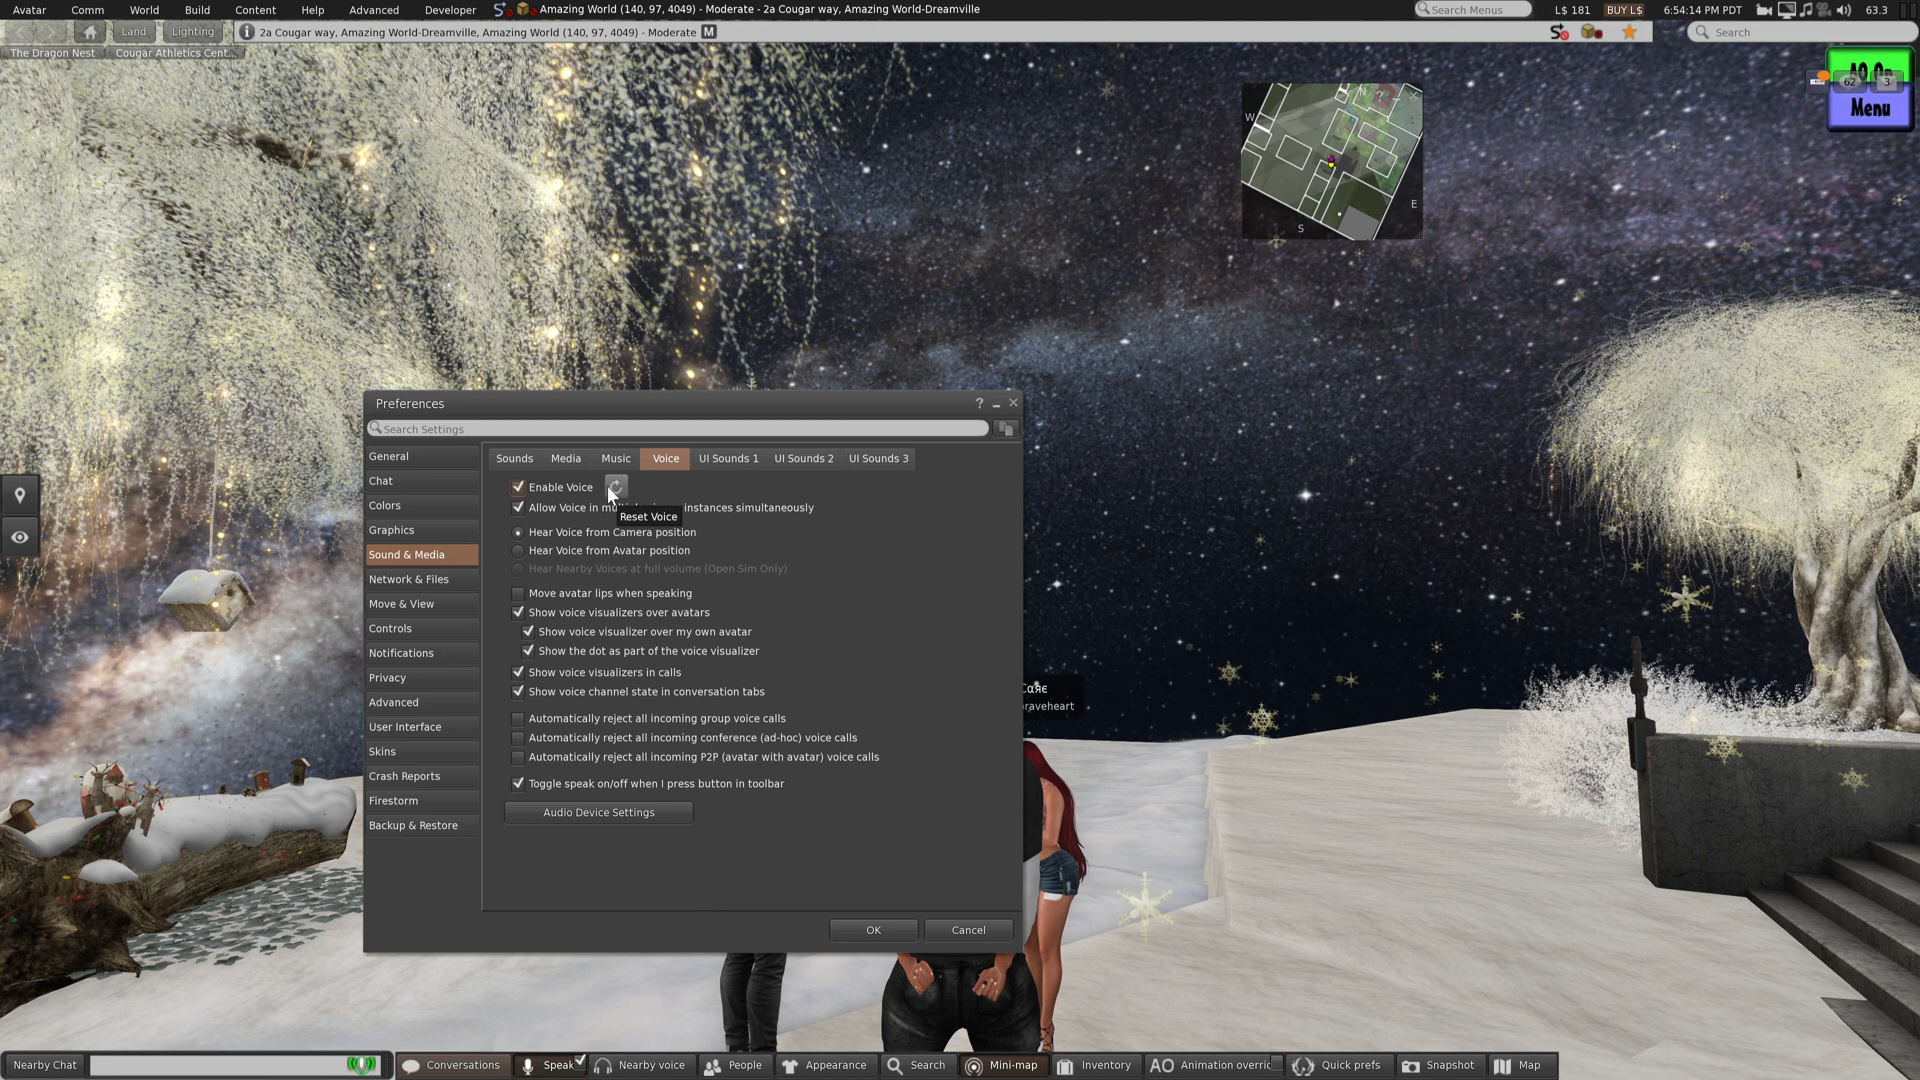 Avatar Comm World Build Content Help Advanced Developer Amazing World (140, 97, 4049) - Moderate - 2a Cougar way, Amazing World-Dreamville Search Menus L$ 181 BUY L$ 6:54:14 PM PDT 63.3
Land Lighting 2a Cougar way, Amazing World-Dreamville, Amazing World (140, 97, 4049) - Moderate M Search
The Dragon Nest Cougar Athletics Cent...
62 3
Menu
N
W
E
S
Preferences
Search Settings
General
Chat
Colors
Graphics
Sound & Media
Network & Files
Move & View
Controls
Notifications
Privacy
Advanced
User Interface
Skins
Crash Reports
Firestorm
Backup & Restore
Sounds Media Music Voice UI Sounds 1 UI Sounds 2 UI Sounds 3
Enable Voice
Allow Voice in instances simultaneously
Reset Voice
Hear Voice from Camera position
Hear Voice from Avatar position
Hear Nearby Voices at full volume (Open Sim Only)
Move avatar lips when speaking
Show voice visualizers over avatars
Show voice visualizer over my own avatar
Show the dot as part of the voice visualizer
Show voice visualizers in calls
Show voice channel state in conversation tabs
Automatically reject all incoming group voice calls
Automatically reject all incoming conference (ad-hoc) voice calls
Automatically reject all incoming P2P (avatar with avatar) voice calls
Toggle speak on/off when I press button in toolbar
Audio Device Settings
OK Cancel
raveheart
Nearby Chat Conversations Speak Nearby voice People Appearance Search Mini-map Inventory AO Animation overric Quick prefs Snapshot Map